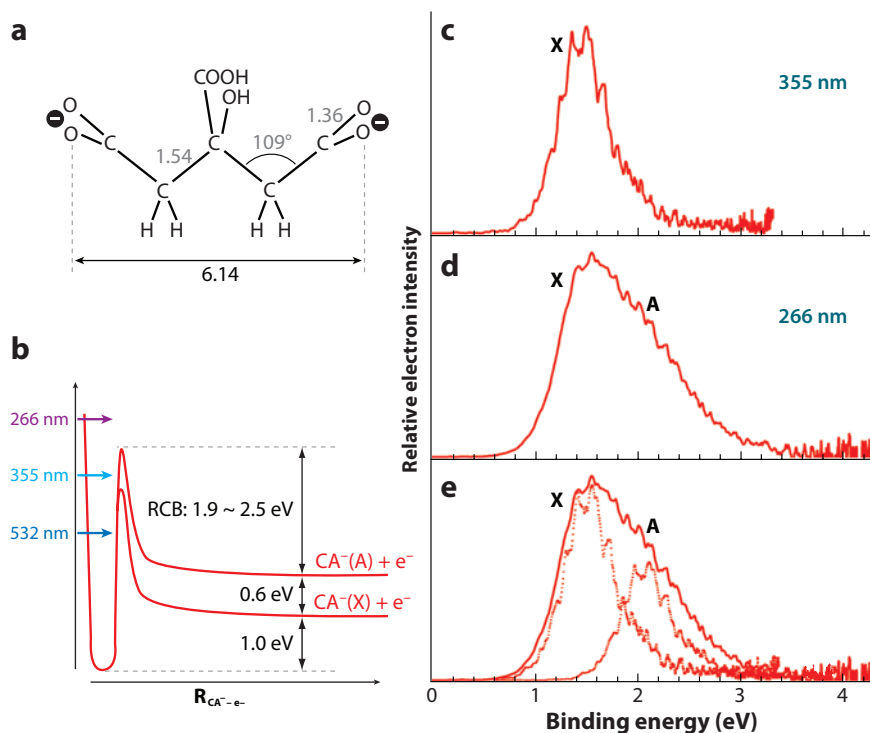 a
COOH
OH
O
O
C
1.54
C
109°
1.36
C
O
O
C
C
H H
H H
6.14
b
266 nm
355 nm
532 nm
RCB: 1.9 ~ 2.5 eV
CA⁻(A) + e⁻
0.6 eV
CA⁻(X) + e⁻
1.0 eV
R CA⁻ – e–
Relative electron intensity
c
X
355 nm
d
X
A
266 nm
e
X
A
0 1 2 3 4
Binding energy (eV)